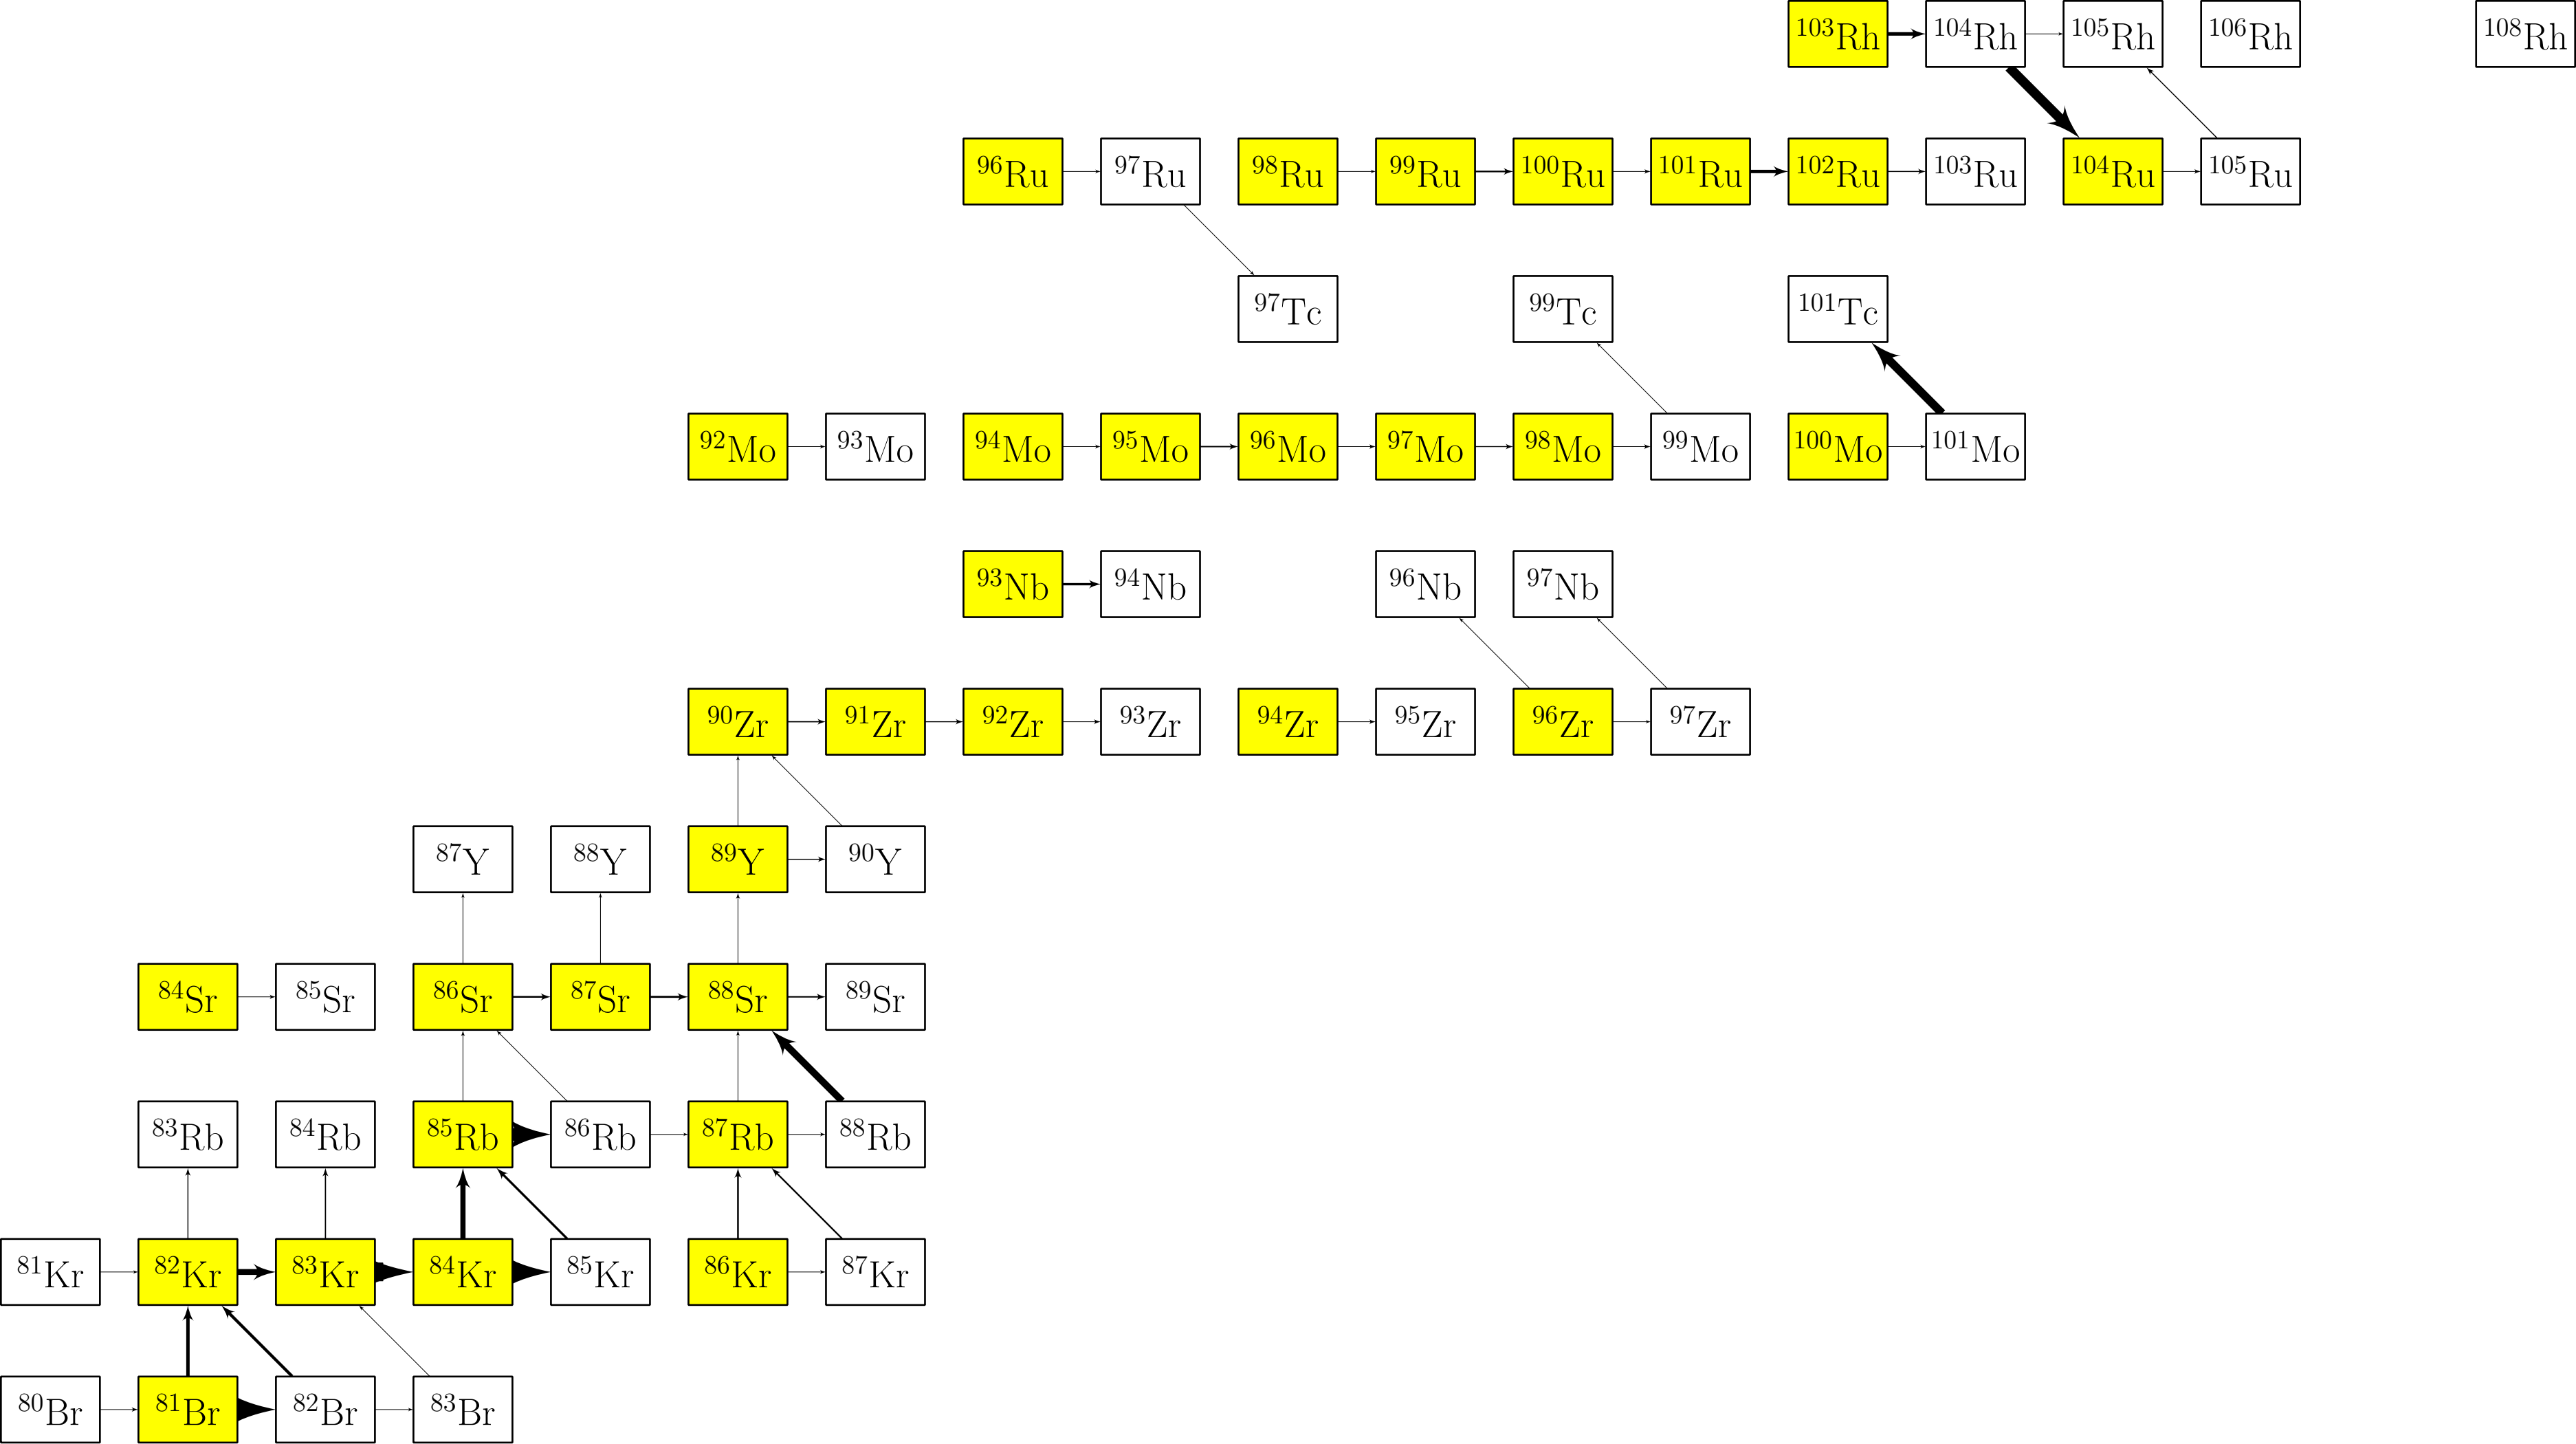 103Rh 104Rh 105Rh 106Rh 108Rh
96Ru 97Ru 98Ru 99Ru 100Ru 101Ru 102Ru 103Ru 104Ru 105Ru
97Tc 99Tc 101Tc
92Mo 93Mo 94Mo 95Mo 96Mo 97Mo 98Mo 99Mo 100Mo 101Mo
93Nb 94Nb 96Nb 97Nb
90Zr 91Zr 92Zr 93Zr 94Zr 95Zr 96Zr 97Zr
87Y 88Y 89Y 90Y
84Sr 85Sr 86Sr 87Sr 88Sr 89Sr
83Rb 84Rb 85Rb 86Rb 87Rb 88Rb
81Kr 82Kr 83Kr 84Kr 85Kr 86Kr 87Kr
80Br 81Br 82Br 83Br